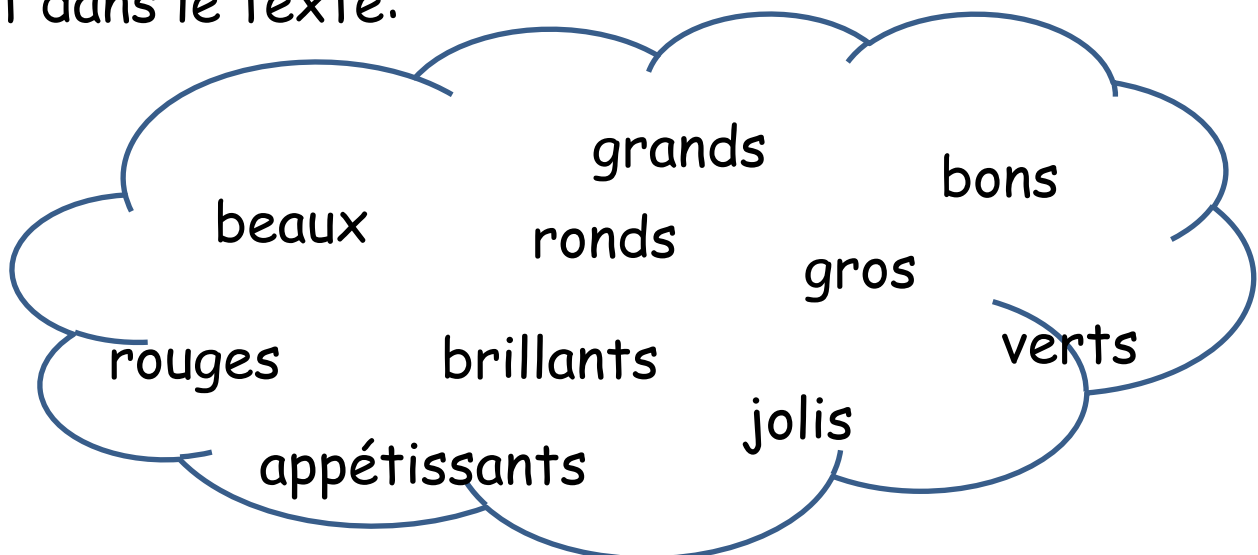 dans le texte.
grands
bons
beaux
ronds
gros
rouges
brillants
verts
jolis
appétissants